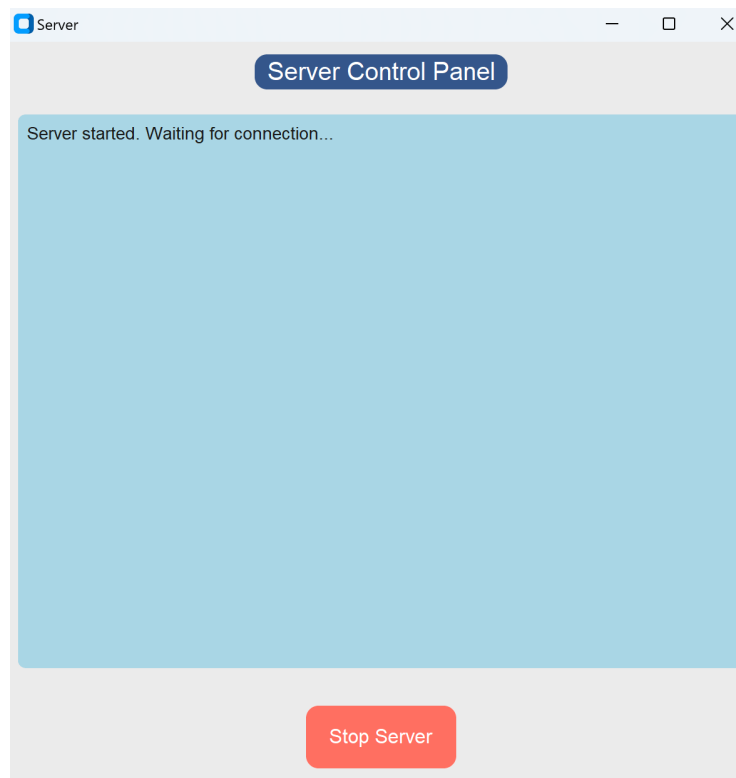 Server
Server Control Panel
Server started. Waiting for connection...
Stop Server